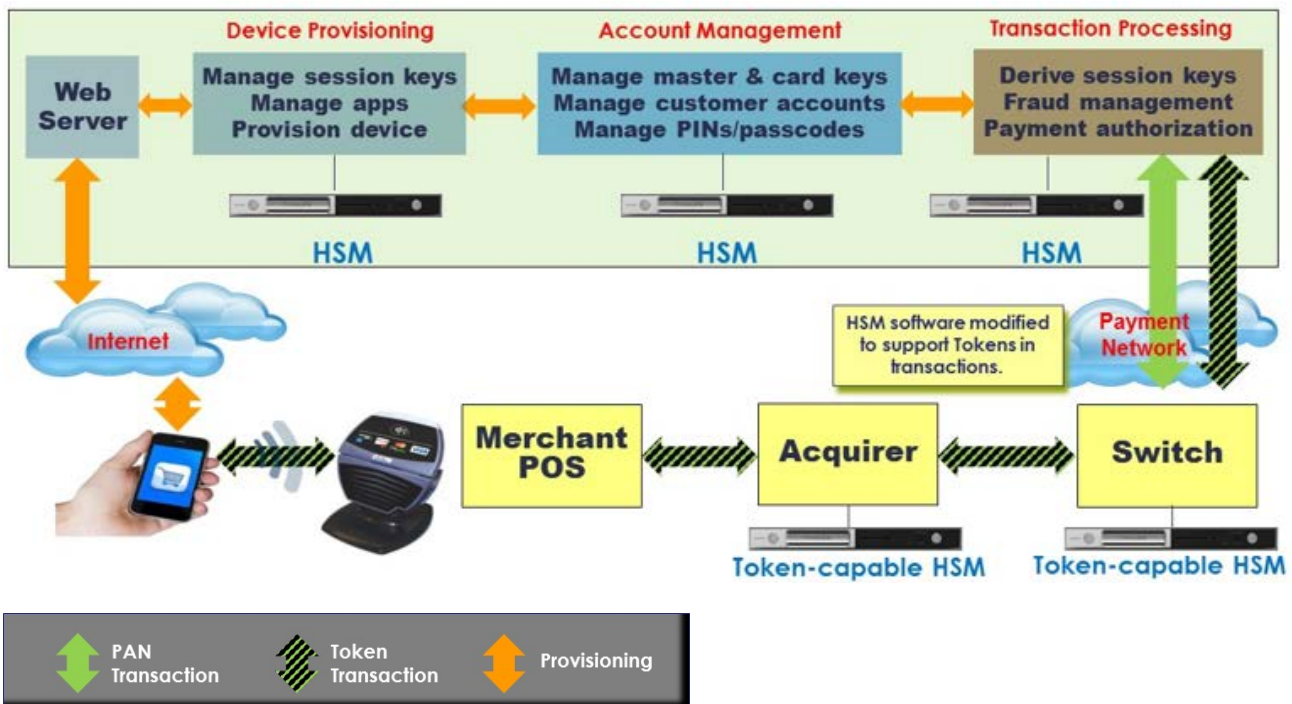 Device Provisioning
Account Management
Transaction Processing
Web
Server
Manage session keys
Manage apps
Provision device
Manage master & card keys
Manage customer accounts
Manage PINs/passcodes
Derive session keys
Fraud management
Payment authorization
HSM
HSM
HSM
Internet
HSM software modified
to support Tokens in
transactions.
Payment
Network
Merchant
POS
Acquirer
Switch
Token-capable HSM
Token-capable HSM
PAN
Transaction
Token
Transaction
Provisioning